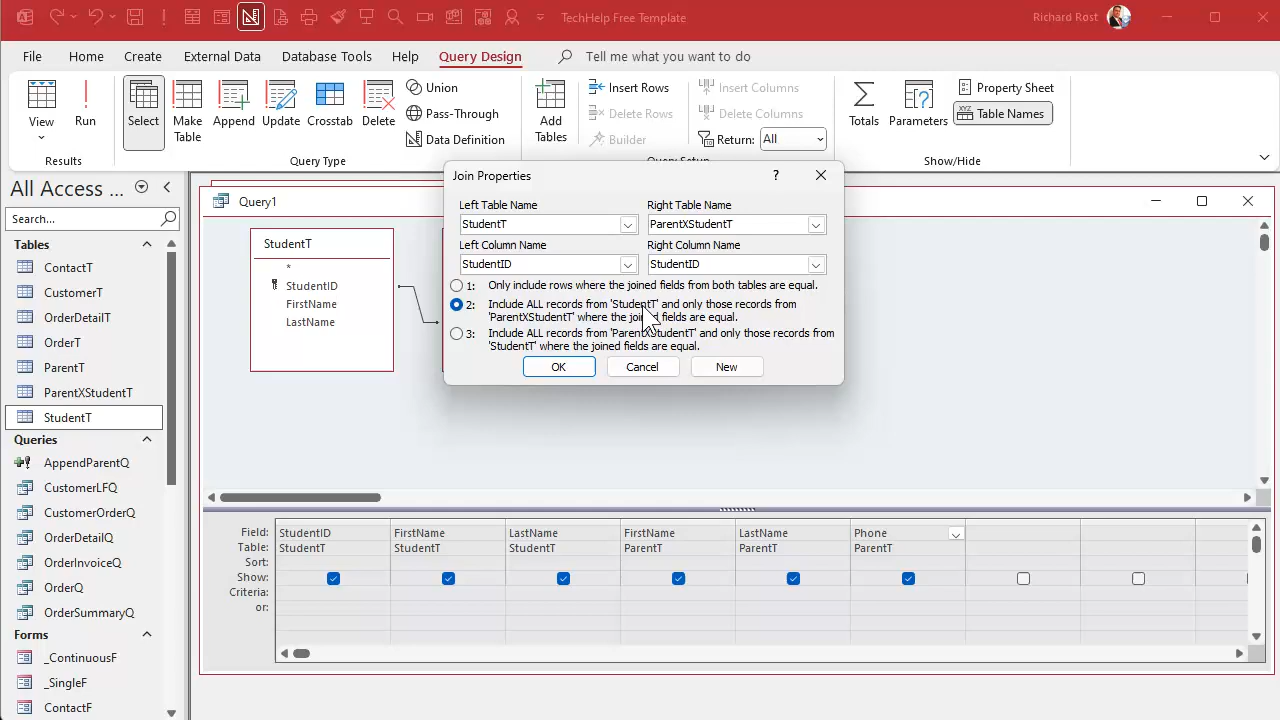 TechHelp Free Template
Richard Rost
File
Home
Create
External Data
Database Tools
Help
Query Design
Tell me what you want to do
View
Run
Results
Select
Make Table
Append
Update
Crosstab
Delete
Union
Pass-Through
Data Definition
Query Type
Add Tables
Insert Rows
Delete Rows
Builder
Insert Columns
Delete Columns
Return: All
Query Setup
Totals
Parameters
Property Sheet
XYZ Table Names
Show/Hide
All Access ...
Search...
Tables
ContactT
CustomerT
OrderDetailT
OrderT
ParentT
ParentXStudentT
StudentT
Queries
AppendParentQ
CustomerLFQ
CustomerOrderQ
OrderDetailQ
OrderInvoiceQ
OrderQ
OrderSummaryQ
Forms
_ContinuousF
_SingleF
ContactF
Query1
StudentT
*
StudentID
FirstName
LastName
Join Properties
?
Left Table Name
Right Table Name
StudentT
ParentXStudentT
Left Column Name
Right Column Name
StudentID
StudentID
1: Only include rows where the joined fields from both tables are equal.
2: Include ALL records from 'StudentT' and only those records from
'ParentXStudentT' where the joined fields are equal.
3: Include ALL records from 'ParentXStudentT' and only those records from
'StudentT' where the joined fields are equal.
OK
Cancel
New
Field: StudentID FirstName LastName FirstName LastName Phone
Table: StudentT StudentT StudentT ParentT ParentT ParentT
Sort:
Show:
Criteria:
or: